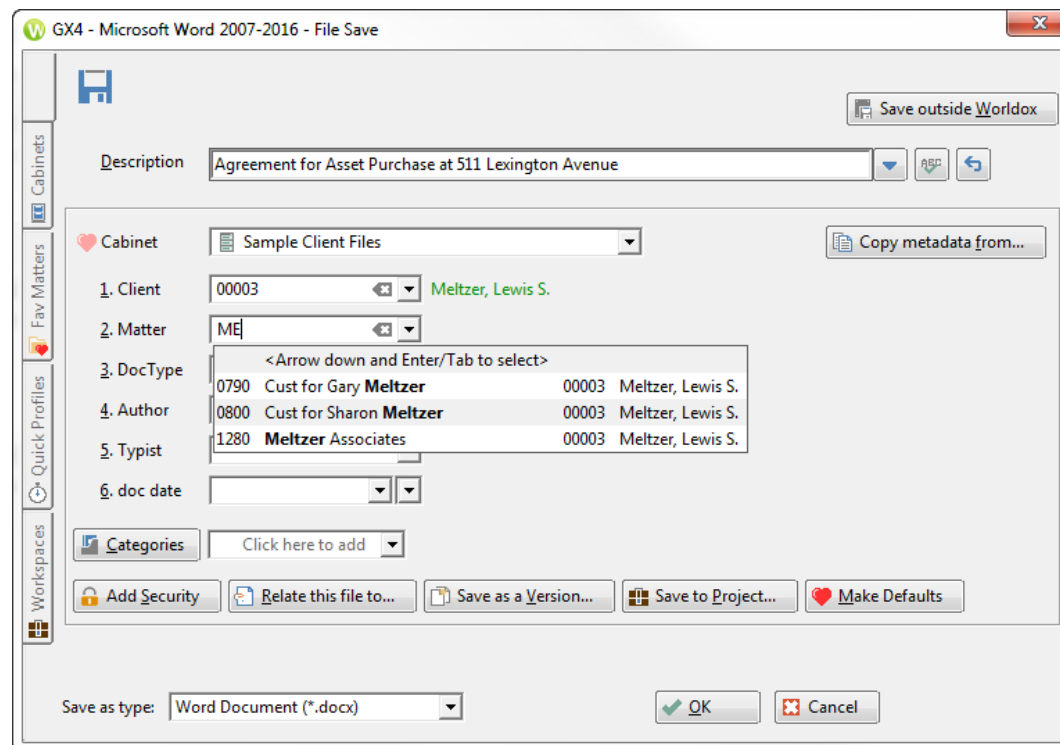 GX4 - Microsoft Word 2007-2016 - File Save
Save outside Worldox
Description Agreement for Asset Purchase at 511 Lexington Avenue ABC
Cabinets
Fav Matters
Quick Profiles
Workspaces
Cabinet Sample Client Files Copy metadata from...
1. Client 00003 Meltzer, Lewis S.
2. Matter ME
<Arrow down and Enter/Tab to select>
3. DocType
0790 Cust for Gary Meltzer 00003 Meltzer, Lewis S.
4. Author
0800 Cust for Sharon Meltzer 00003 Meltzer, Lewis S.
1280 Meltzer Associates 00003 Meltzer, Lewis S.
5. Typist
6. doc date
Categories Click here to add
Add Security Relate this file to... Save as a Version... Save to Project... Make Defaults
Save as type: Word Document (*.docx) OK Cancel